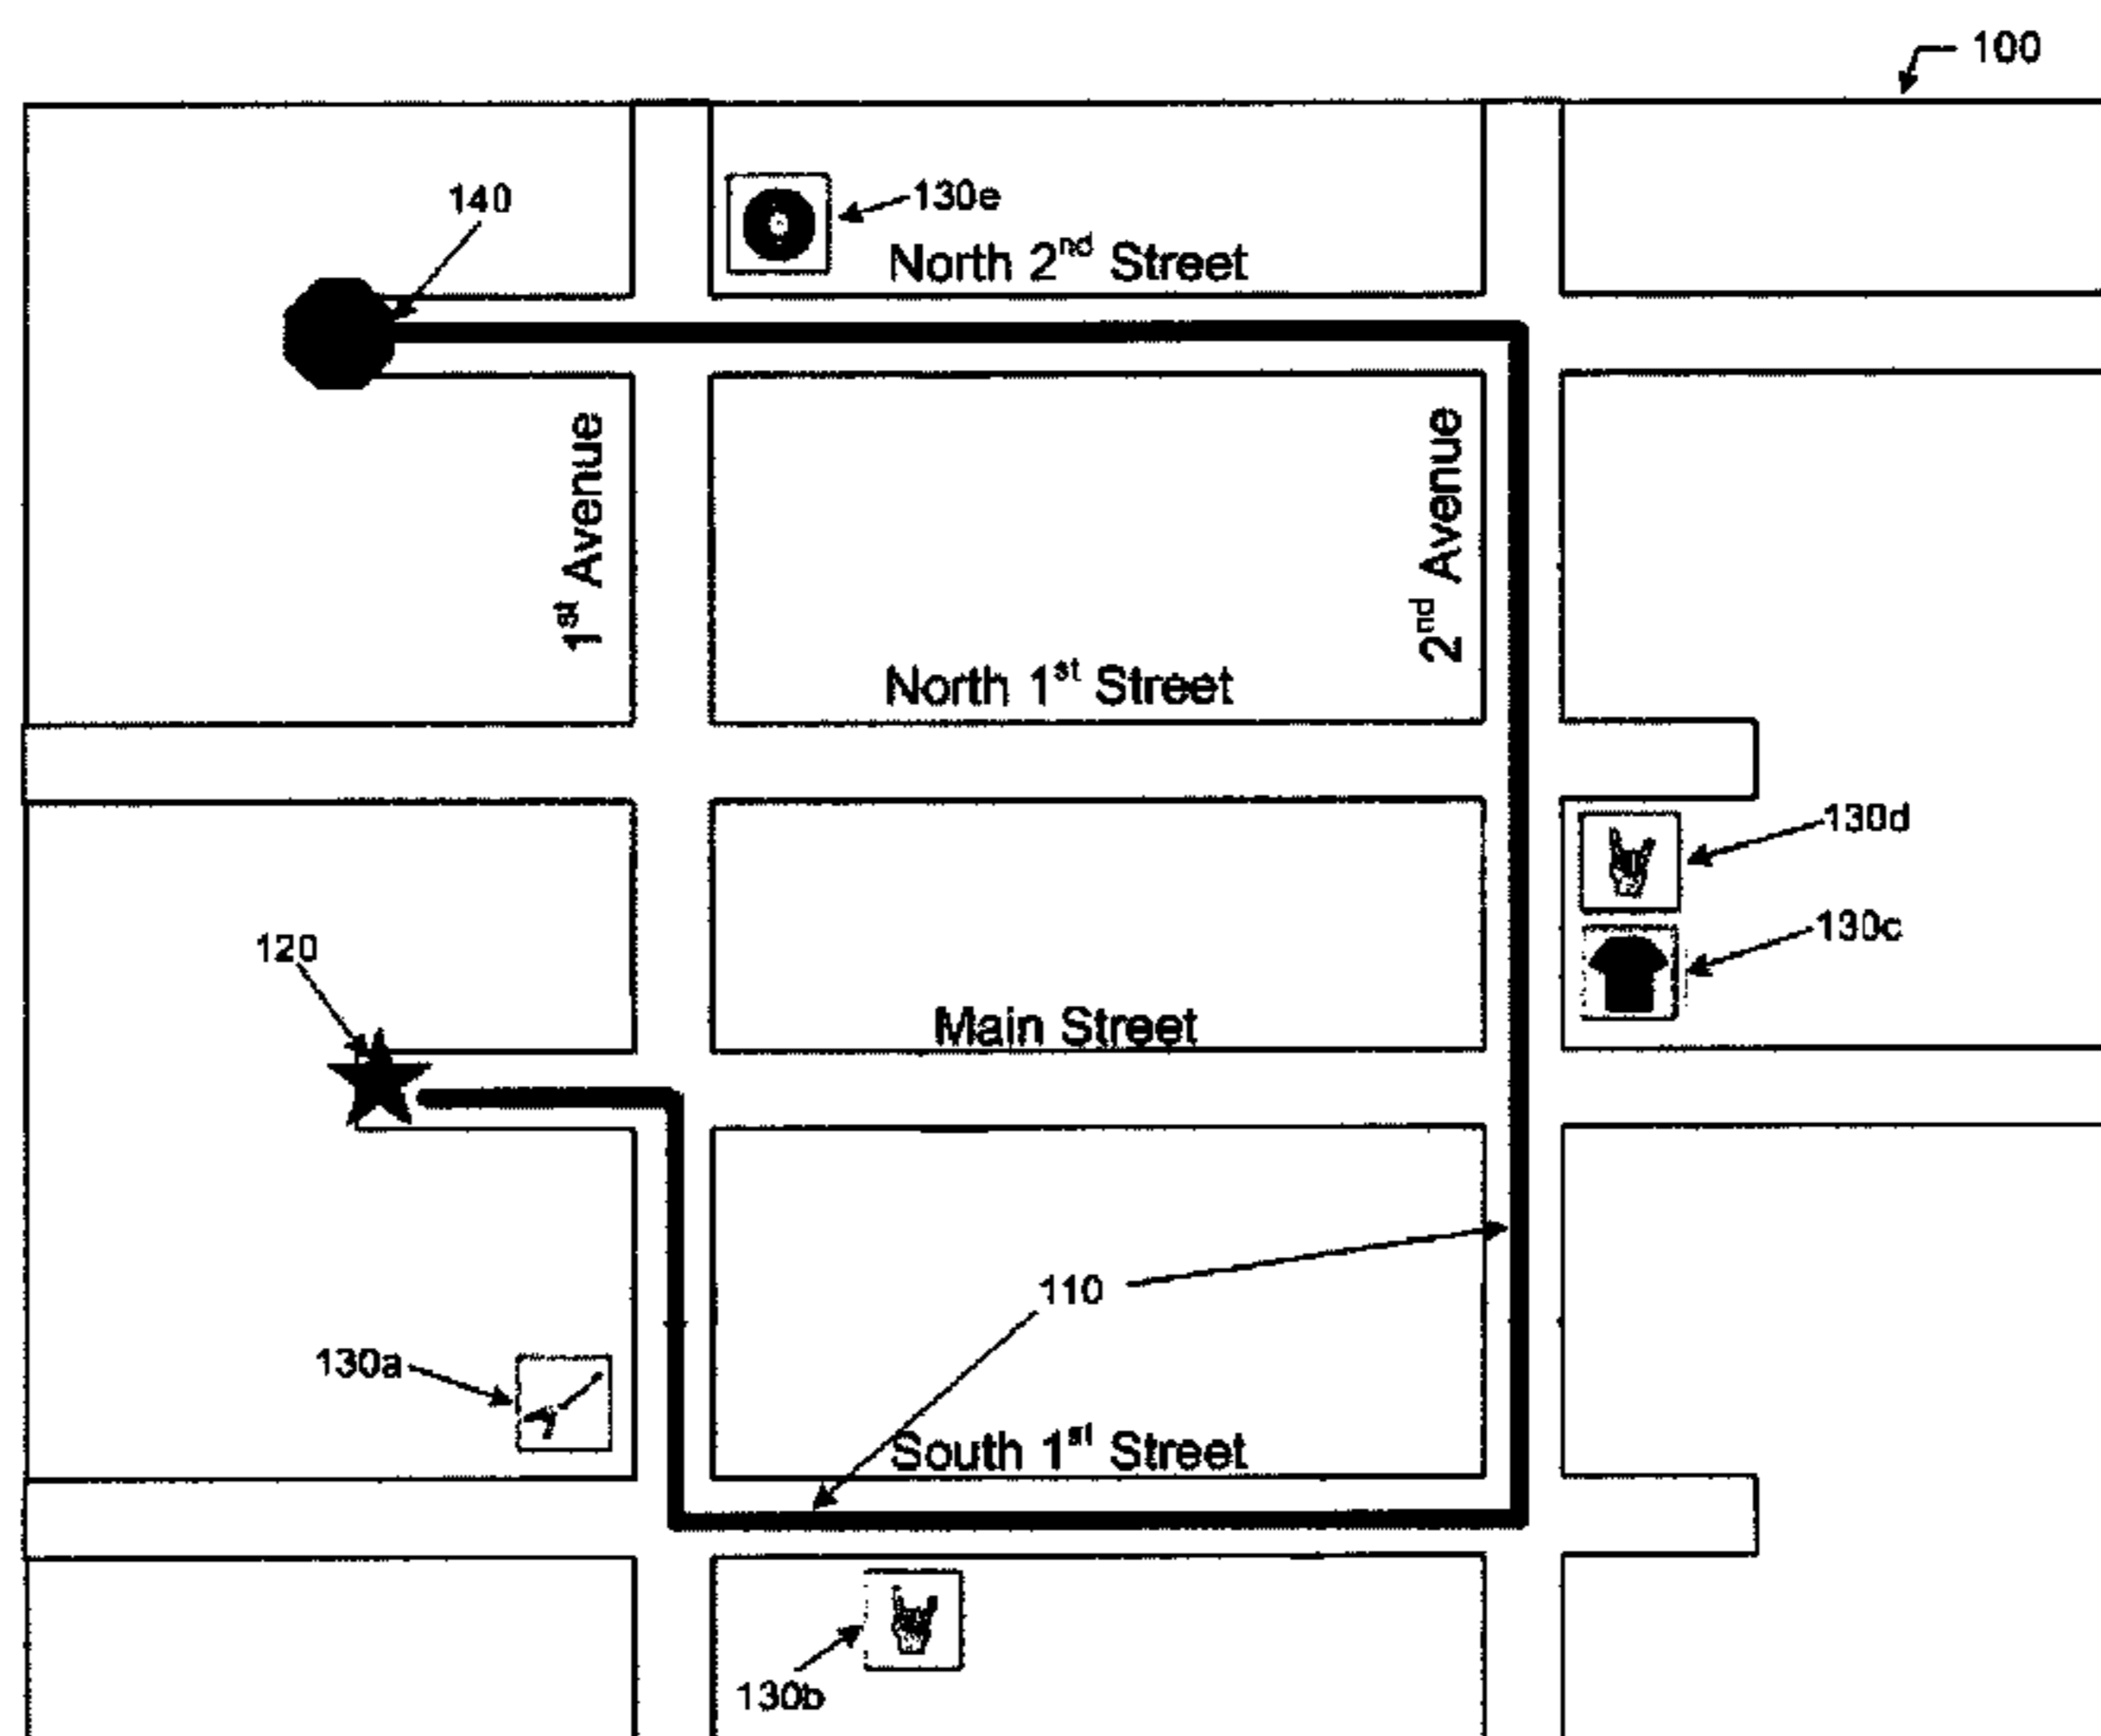 100
140
130e
North 2nd Street
1st Avenue
2nd Avenue
North 1st Street
130d
130c
120
Main Street
110
130a
South 1st Street
130b